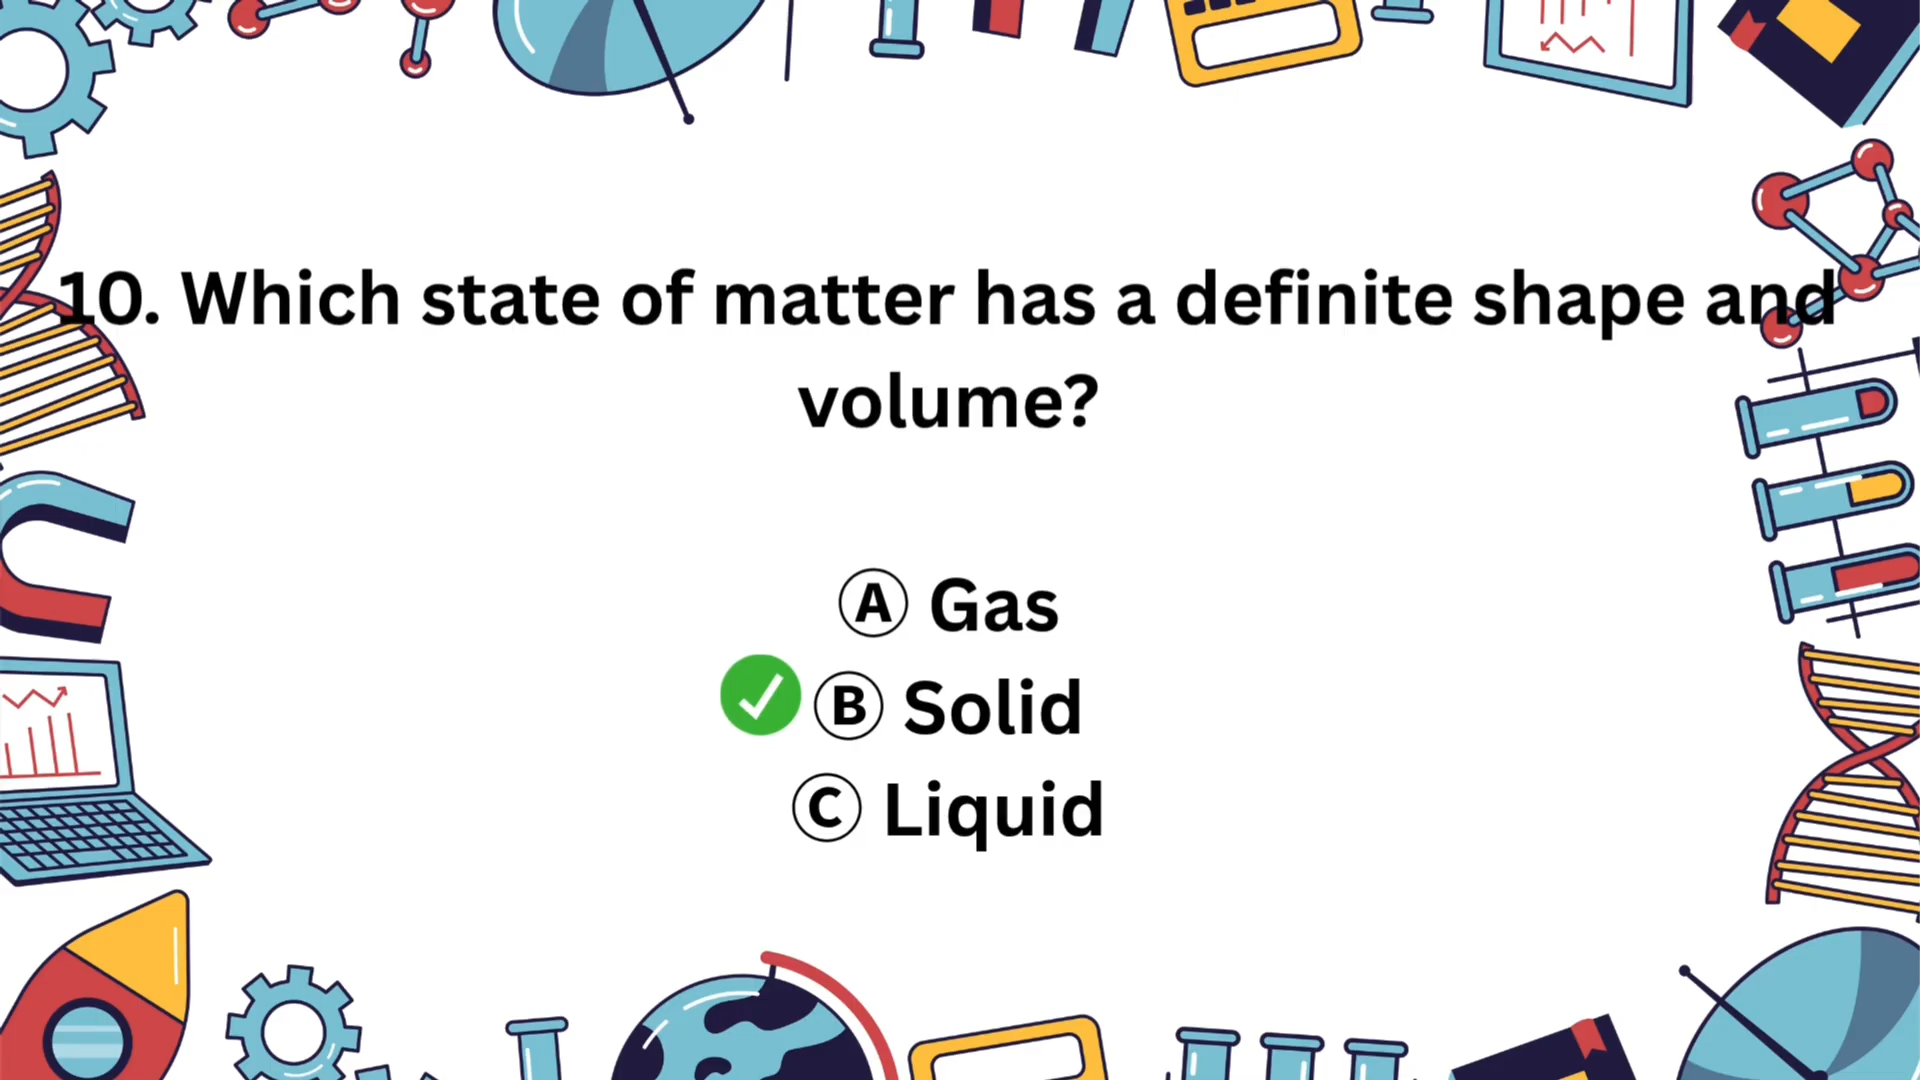 10. Which state of matter has a definite shape and
volume?
Ⓐ Gas
✅ Ⓑ Solid
Ⓒ Liquid